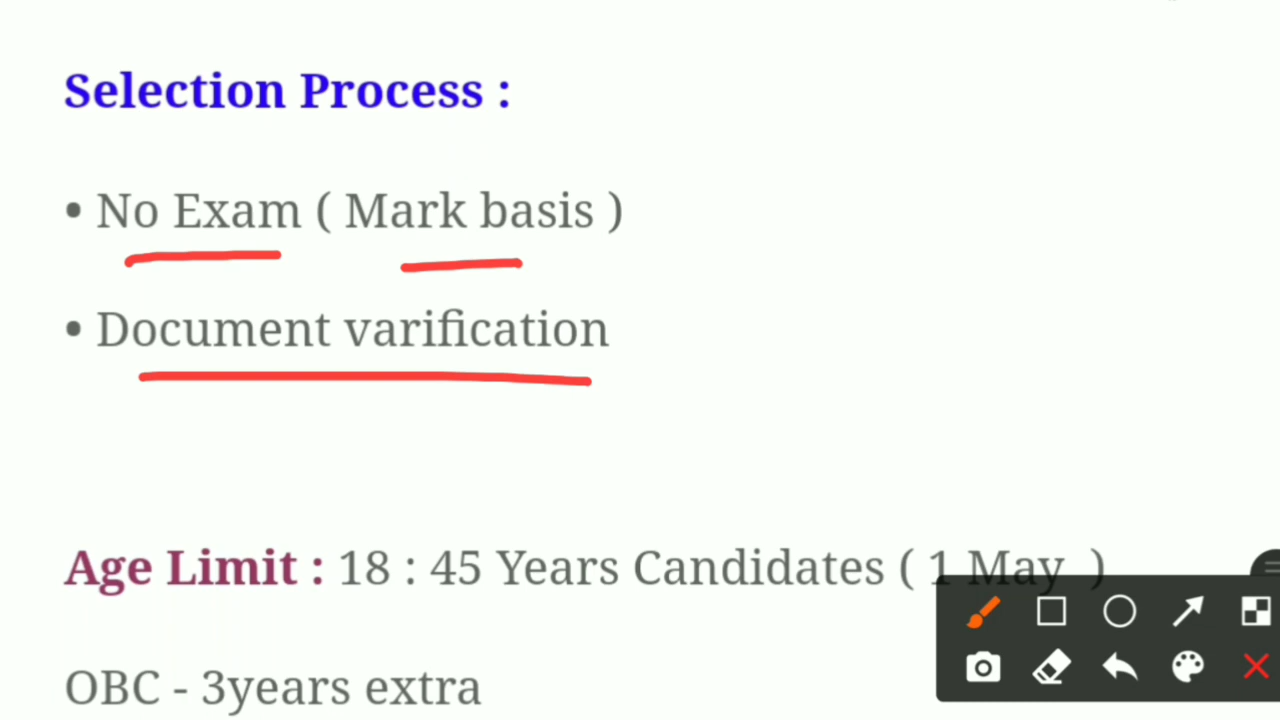 Selection Process :
• No Exam ( Mark basis )
• Document varification
Age Limit : 18 : 45 Years Candidates ( 1 May )
OBC - 3years extra